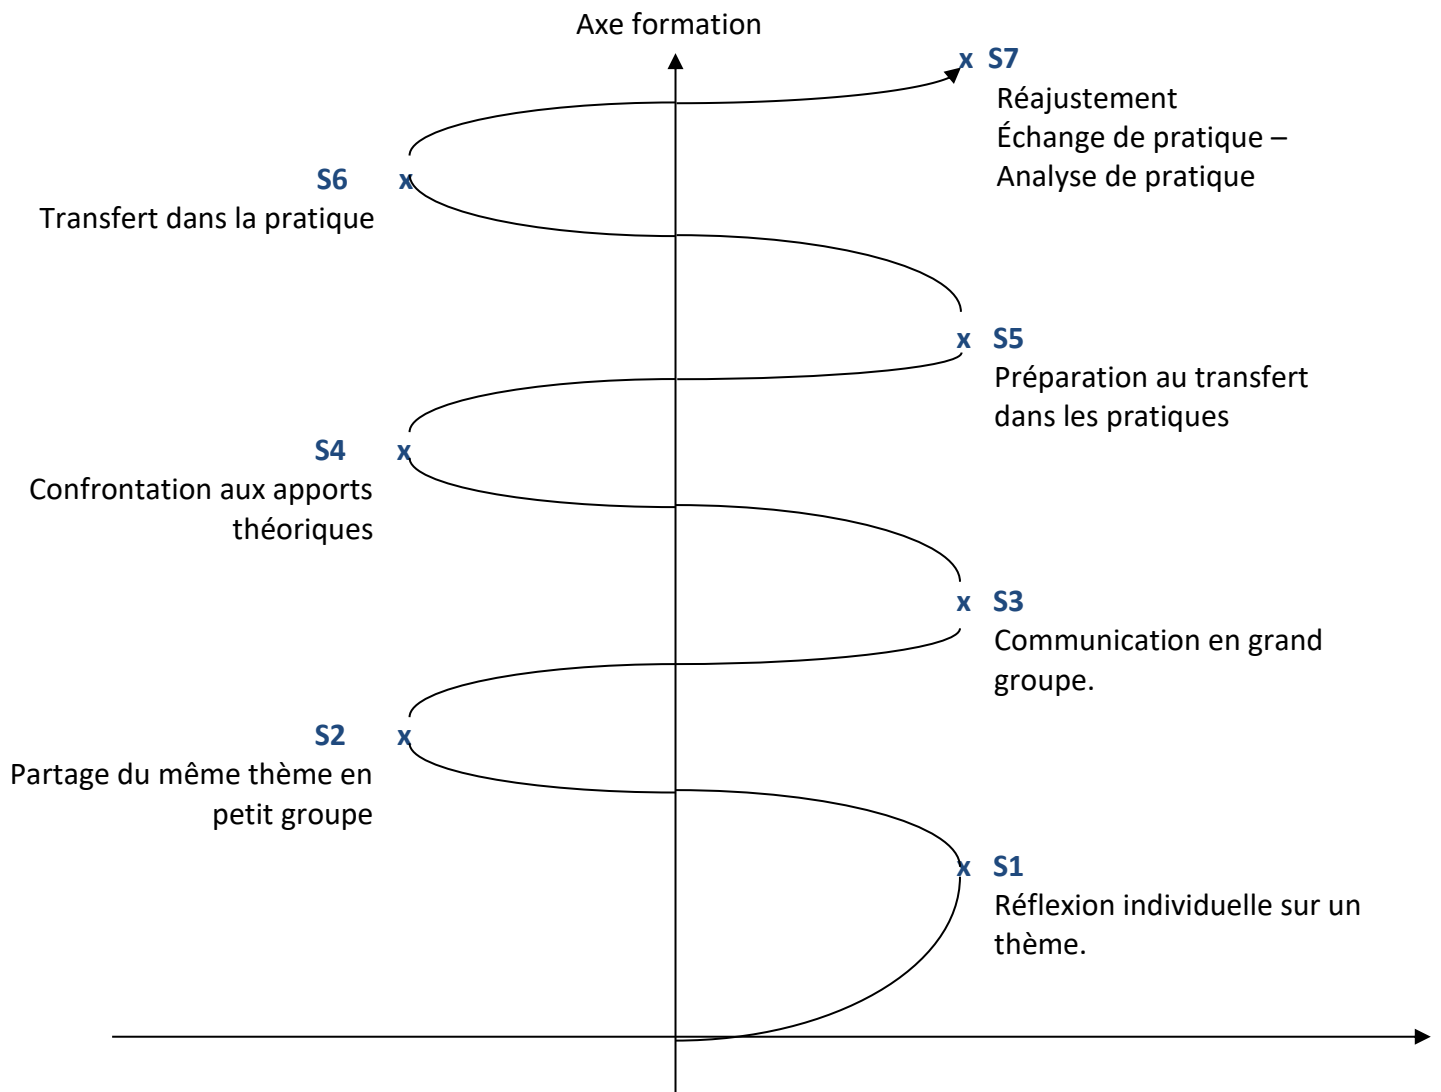 Axe formation
x S7
Réajustement
Échange de pratique –
Analyse de pratique
S6 x
Transfert dans la pratique
x S5
Préparation au transfert
dans les pratiques
S4 x
Confrontation aux apports
théoriques
x S3
Communication en grand
groupe.
S2 x
Partage du même thème en
petit groupe
x S1
Réflexion individuelle sur un
thème.